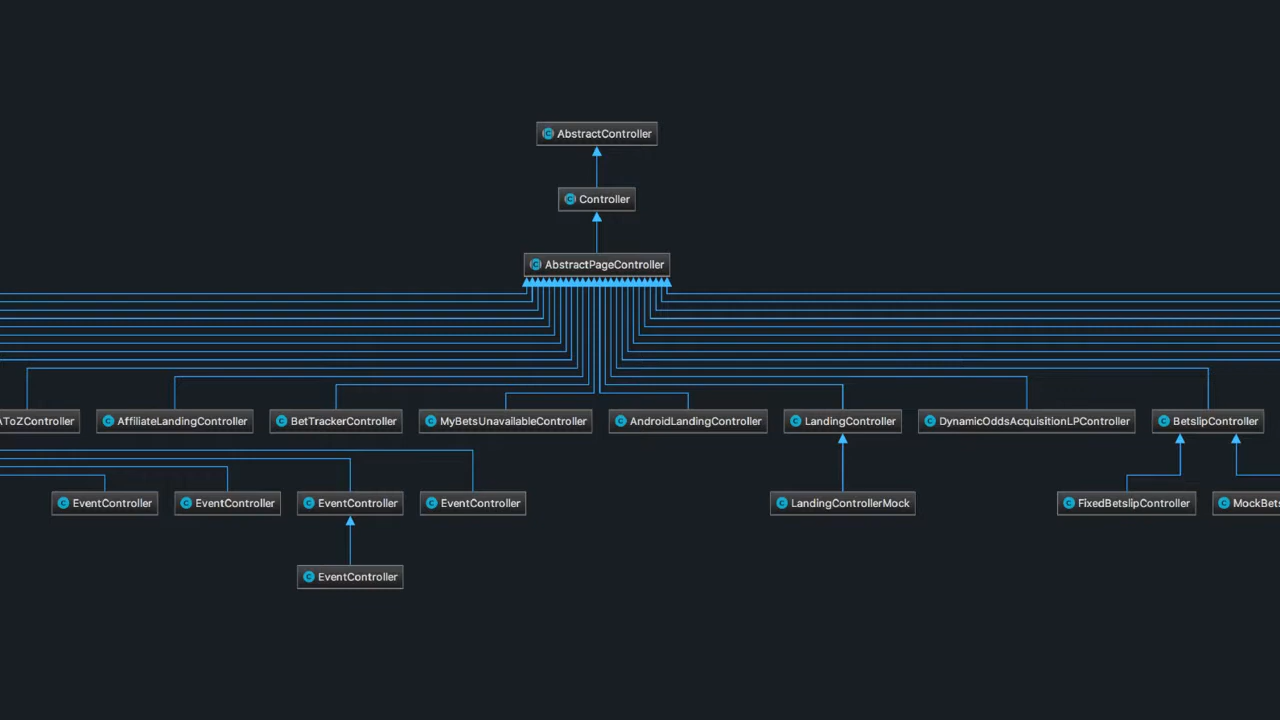 AbstractController
Controller
AbstractPageController
AToZController
AffiliateLandingController
BetTrackerController
MyBetsUnavailableController
AndroidLandingController
LandingController
DynamicOddsAcquisitionLPController
BetslipController
EventController
EventController
EventController
EventController
LandingControllerMock
FixedBetslipController
MockBets
EventController